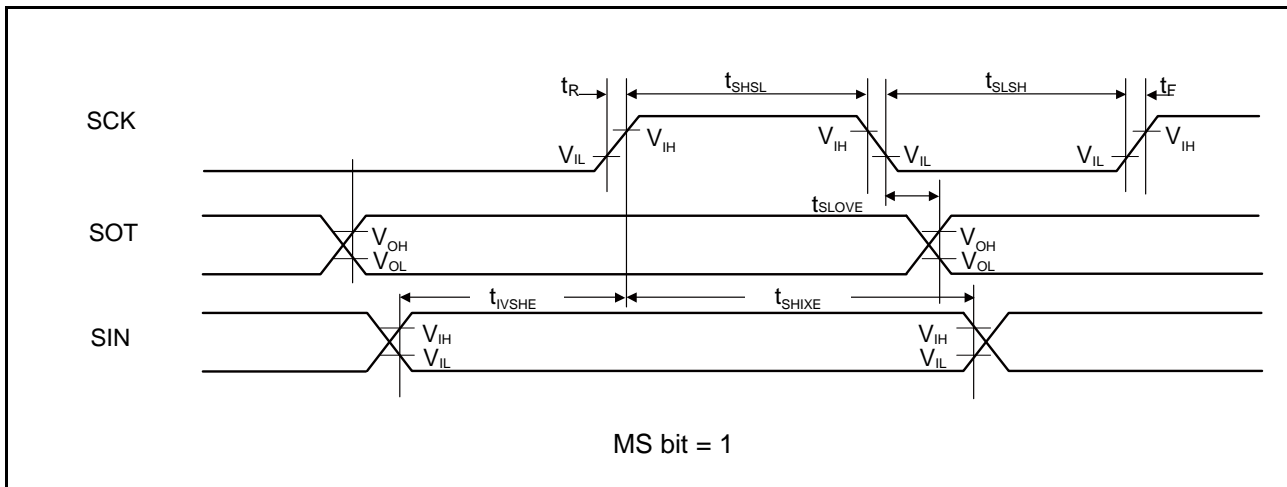 tR tSHSL tSLSH tF
SCK
VIH VIH VIH
VIL VIL VIL
tSLOVE
SOT
VOH VOH
VOL VOL
tIVSHE tSHIXE
SIN
VIH VIH
VIL VIL
MS bit = 1